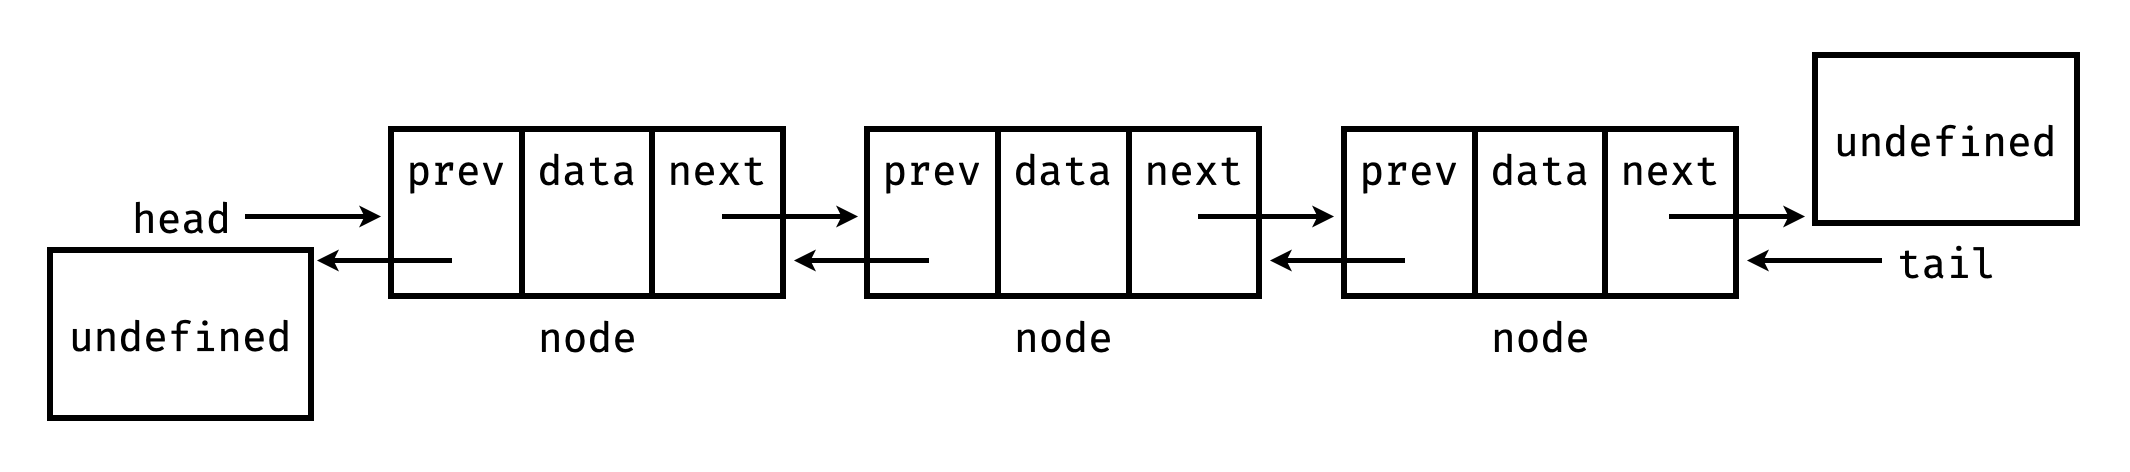 undefined
prev data next
prev data next
prev data next
head
tail
undefined
node
node
node